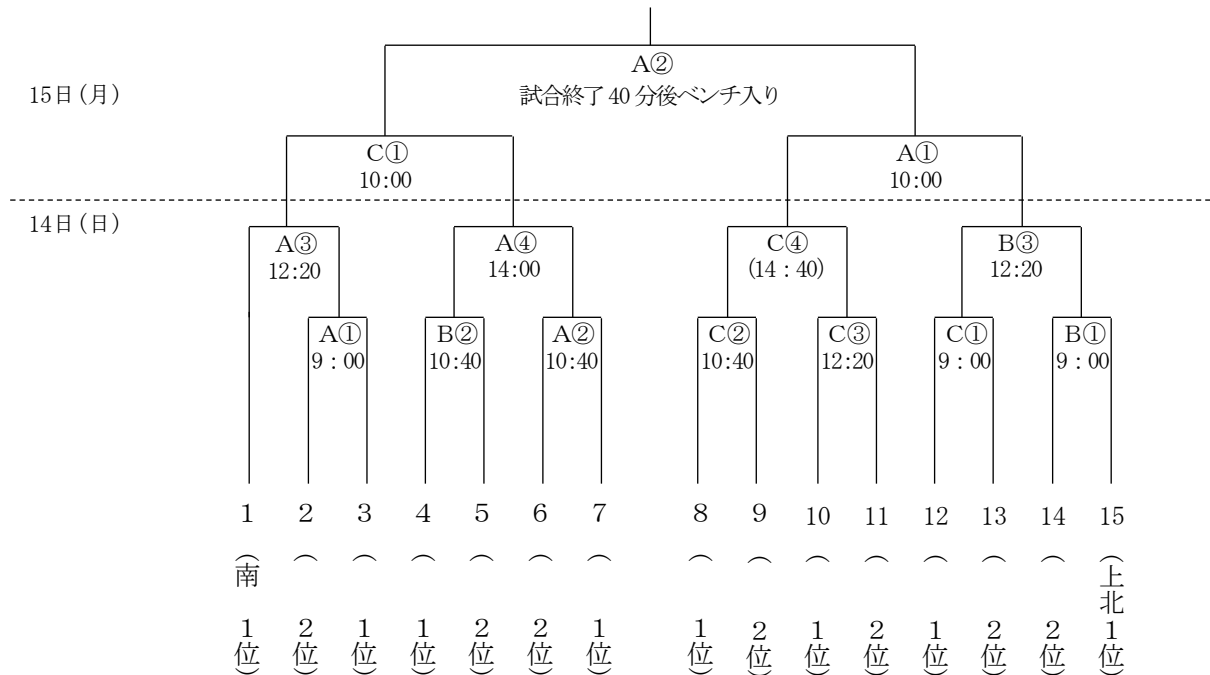 A②
15日(月)
試合終了40分後ベンチ入り
C①
A①
10:00
10:00
14日(日)
A③
A④
C④
B③
12:20
14:00
(14:40)
12:20
A①
B②
A②
C②
C③
C①
B①
9:00
10:40
10:40
10:40
12:20
9:00
9:00
1
2
3
4
5
6
7
8
9
10
11
12
13
14
15
(南 1位)
( 2位)
( 1位)
( 1位)
( 2位)
( 2位)
( 1位)
( 1位)
( 2位)
( 1位)
( 2位)
( 1位)
( 2位)
( 2位)
(上北 1位)